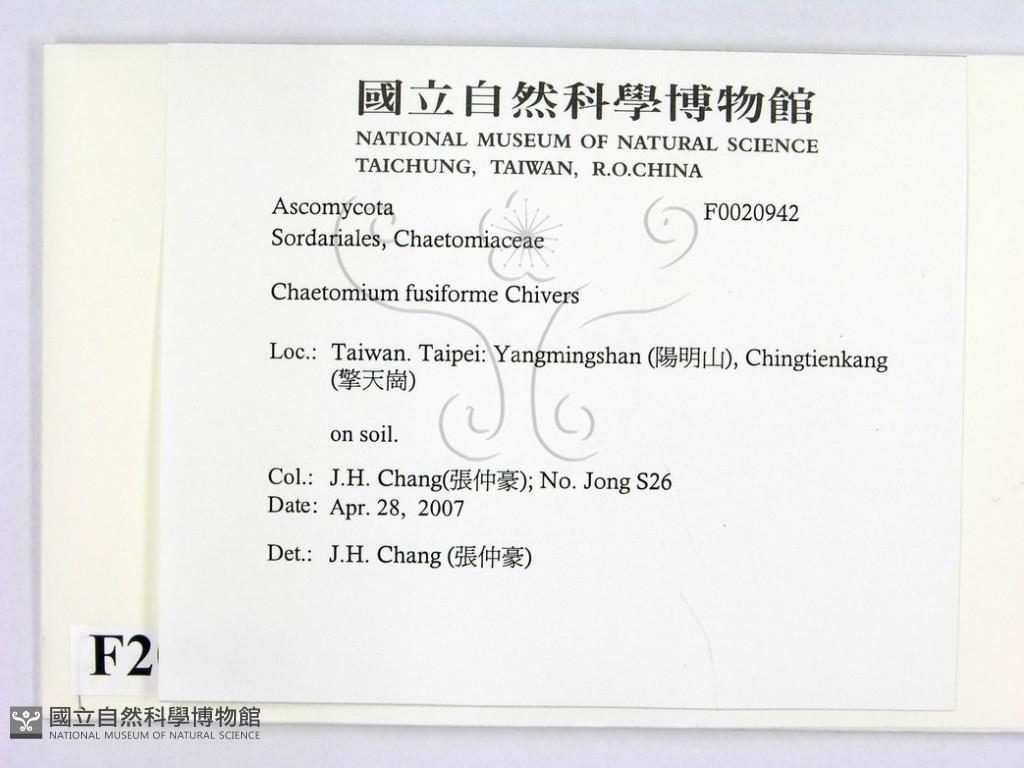 國立自然科學博物館
NATIONAL MUSEUM OF NATURAL SCIENCE
TAICHUNG, TAIWAN, R.O.CHINA
Ascomycota F0020942
Sordariales, Chaetomiaceae
Chaetomium fusiforme Chivers
Loc.: Taiwan. Taipei: Yangmingshan (陽明山), Chingtienkang
(擎天崗)
on soil.
Col.: J.H. Chang(張仲豪); No. Jong S26
Date: Apr. 28, 2007
Det.: J.H. Chang (張仲豪)
F2
國立自然科學博物館
NATIONAL MUSEUM OF NATURAL SCIENCE